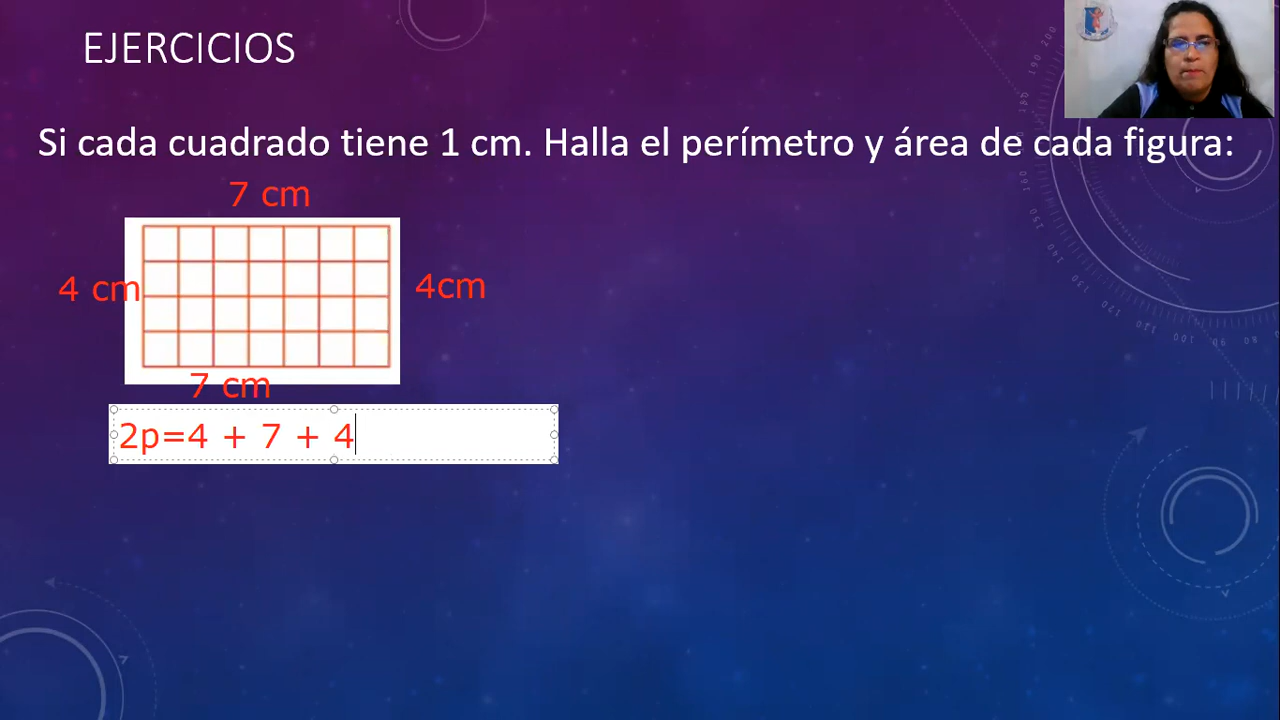 EJERCICIOS
Si cada cuadrado tiene 1 cm. Halla el perímetro y área de cada figura:
7 cm
4 cm
4cm
7 cm
2p=4 + 7 + 4